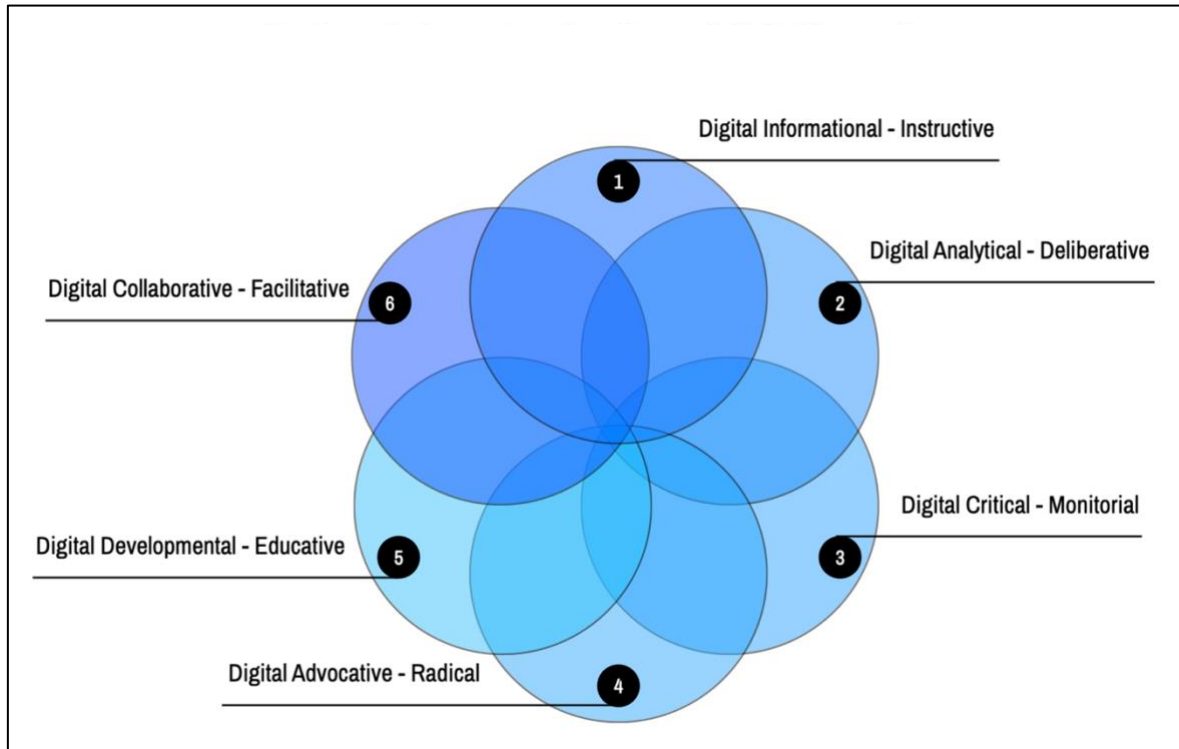 Digital Informational - Instructive
1
Digital Analytical - Deliberative
2
Digital Collaborative - Facilitative
6
Digital Critical - Monitorial
3
Digital Developmental - Educative
5
Digital Advocative - Radical
4